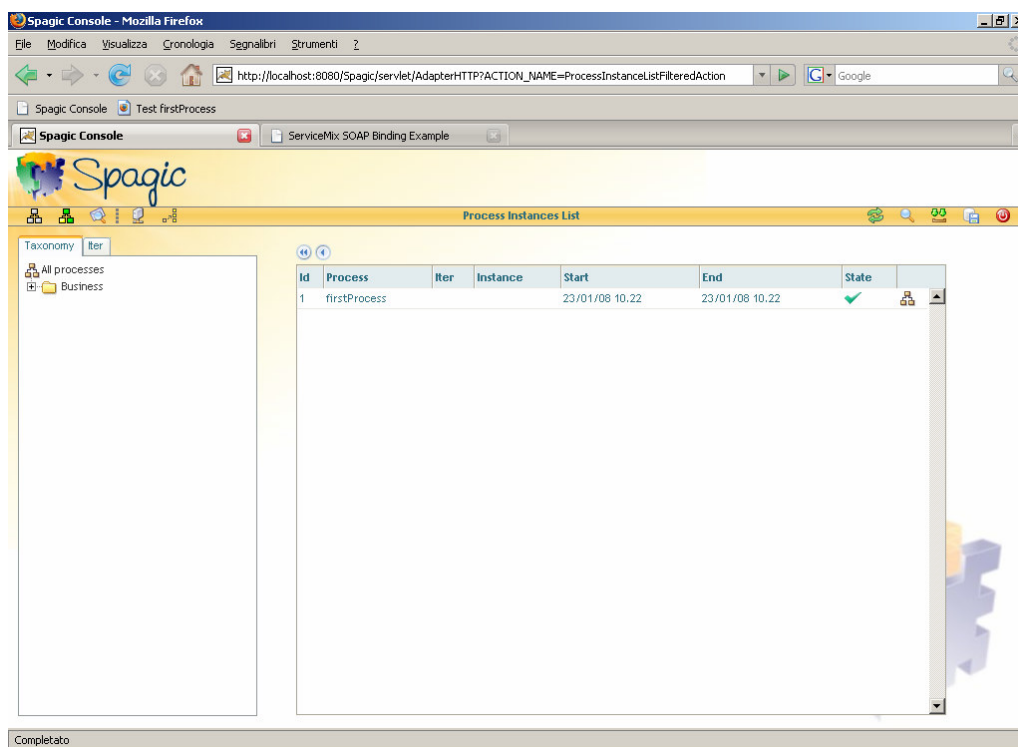 Spagic Console - Mozilla Firefox
File Modifica Visualizza Cronologia Segnalibri Strumenti ?
http://localhost:8080/Spagic/servlet/AdapterHTTP?ACTION_NAME=ProcessInstanceListFilteredAction
G Google
Spagic Console Test firstProcess
Spagic Console ServiceMix SOAP Binding Example
Spagic
Process Instances List
Taxonomy Iter
All processes
Business
Id Process Iter Instance Start End State
1 firstProcess 23/01/08 10.22 23/01/08 10.22
Completato